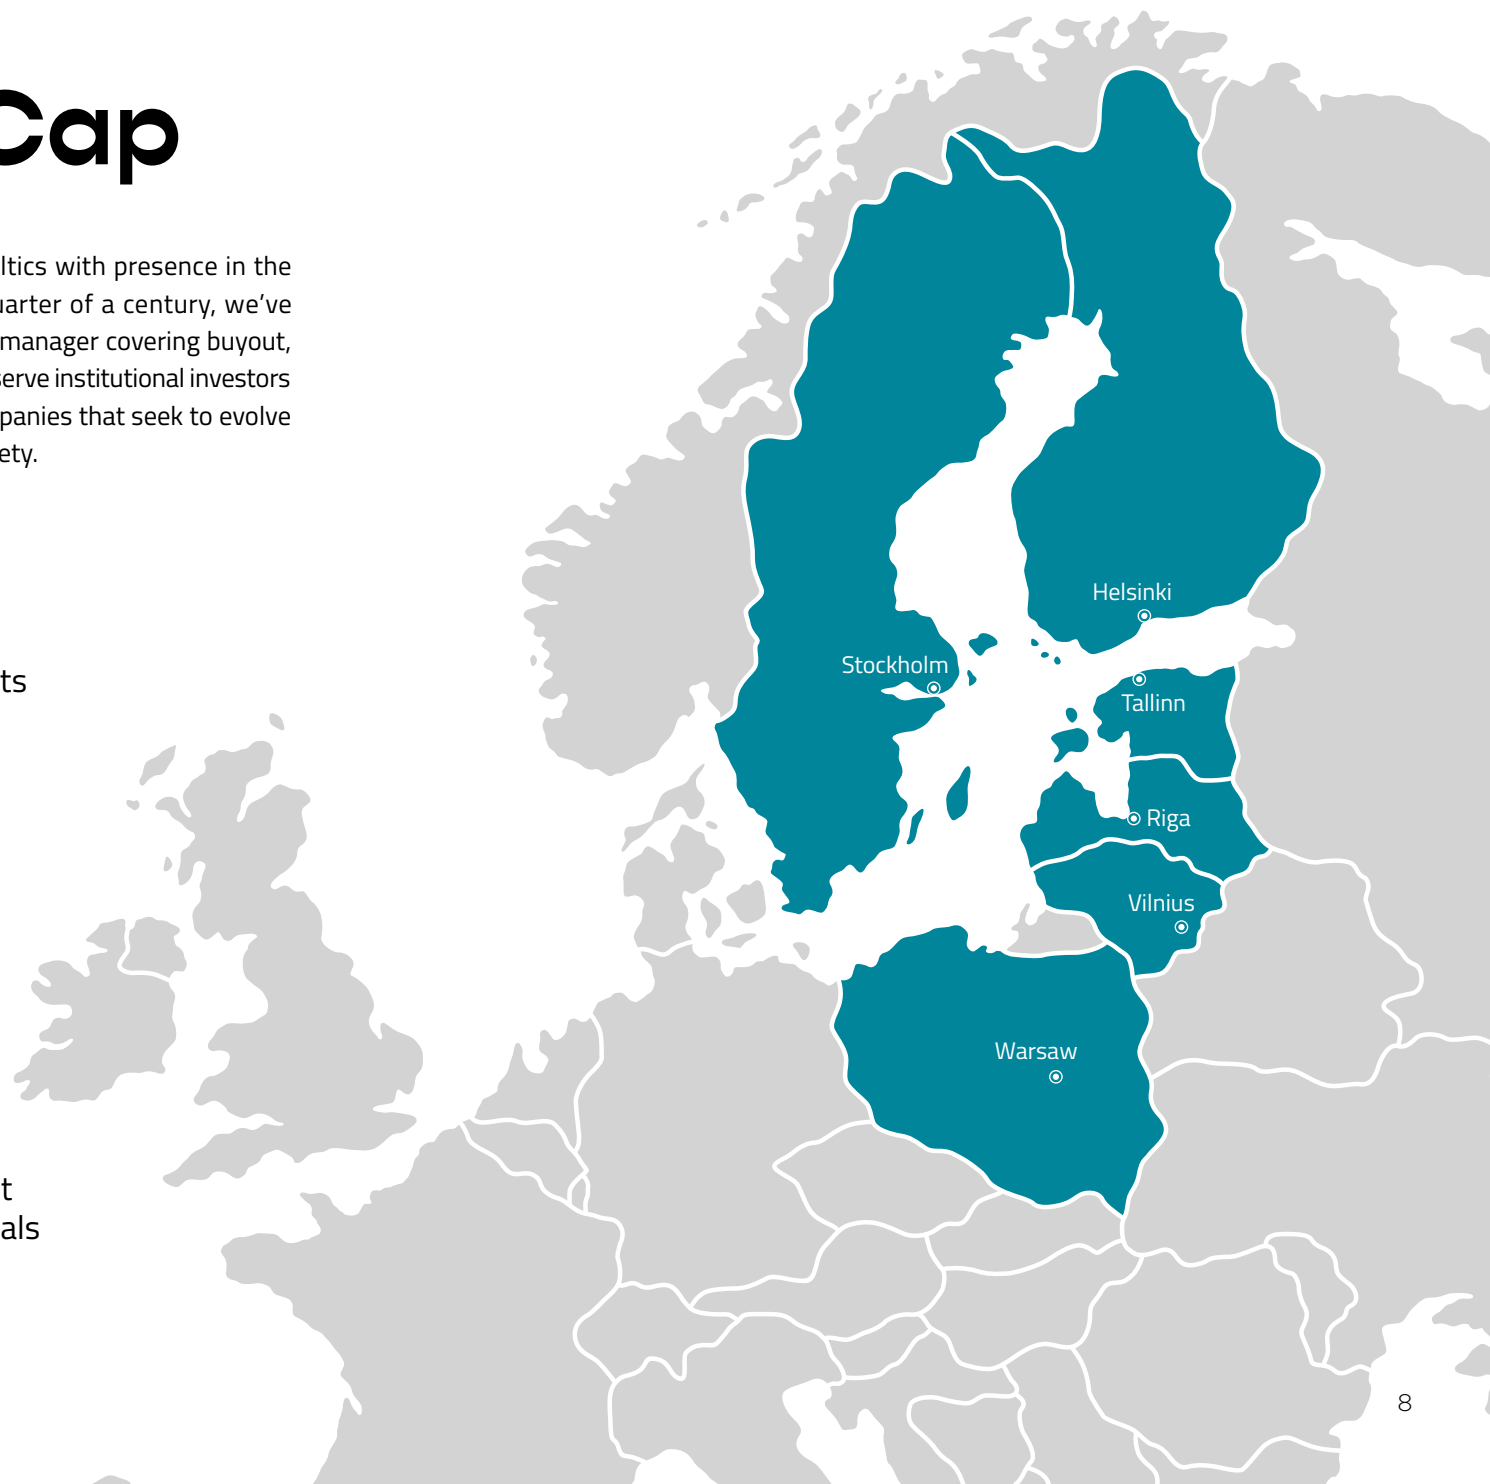 Cap
ltics with presence in the
uarter of a century, we’ve
manager covering buyout,
serve institutional investors
panies that seek to evolve
ety.
ts
t
als
Helsinki
Stockholm
Tallinn
Riga
Vilnius
Warsaw
8